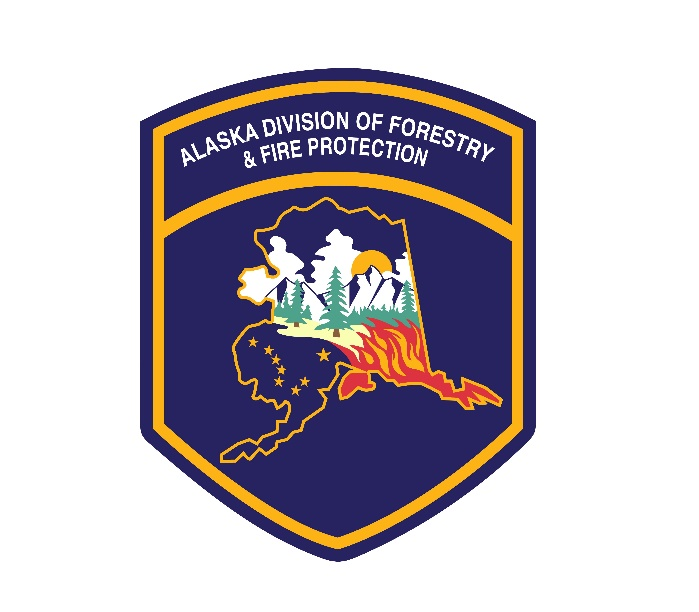 ALASKA DIVISION OF FORESTRY
& FIRE PROTECTION